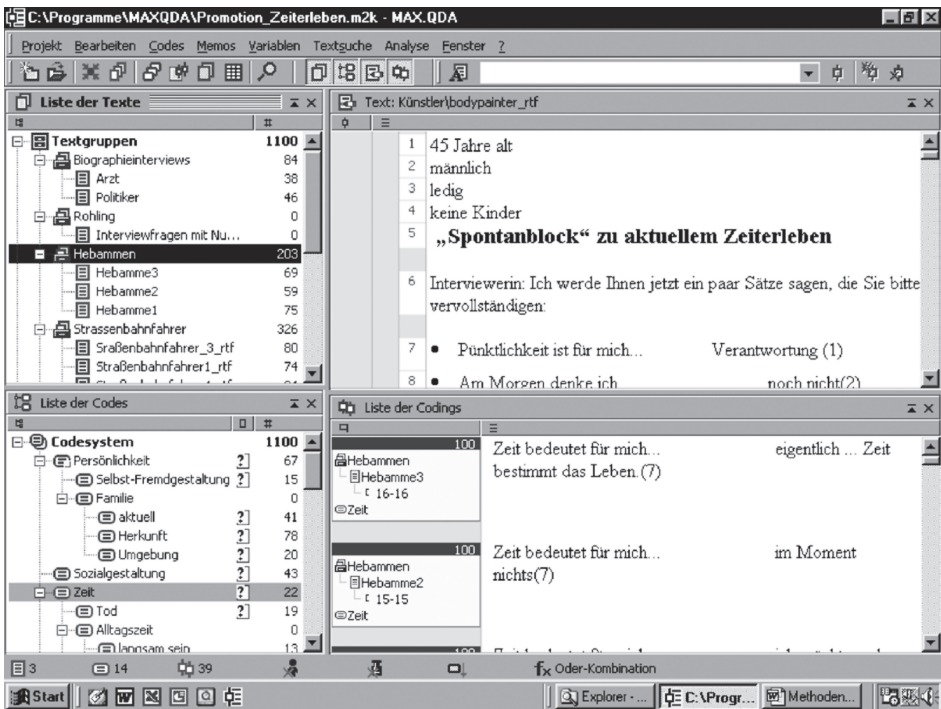 C:\Programme\MAXQDA\Promotion_Zeiterleben.m2k - MAX.QDA
Projekt Bearbeiten Codes Memos Variablen Textsuche Analyse Fenster ?
Liste der Texte
#
Textgruppen 1100
Biographieinterviews 84
Arzt 38
Politiker 46
Rohling 0
Interviewfragen mit Nu... 0
Hebammen 203
Hebamme3 69
Hebamme2 59
Hebamme1 75
Strassenbahnfahrer 326
Sraßenbahnfahrer_3_rtf 80
Straßenbahnfahrer1_rtf 74
Text: Künstler\bodypainter_rtf
1 45 Jahre alt
2 männlich
3 ledig
4 keine Kinder
5 „Spontanblock“ zu aktuellem Zeiterleben
6 Interviewerin: Ich werde Ihnen jetzt ein paar Sätze sagen, die Sie bitte
vervollständigen:
7 • Pünktlichkeit ist für mich... Verantwortung (1)
8 • Am Morgen denke ich noch nicht(2)
Liste der Codes
#
Codesystem 1100
Persönlichkeit ? 67
Selbst-Fremdgestaltung ? 15
Familie 0
aktuell ? 41
Herkunft ? 78
Umgebung ? 20
Sozialgestaltung ? 43
Zeit ? 22
Tod ? 19
Alltagszeit 0
langsam sein 13
Liste der Codings
100
Hebammen
Hebamme3
16-16
Zeit
Zeit bedeutet für mich... eigentlich ... Zeit
bestimmt das Leben.(7)
100
Hebammen
Hebamme2
15-15
Zeit
Zeit bedeutet für mich... im Moment
nichts(7)
100
3 14 39 fx Oder-Kombination
Start Explorer - ... C:\Progr... Methoden...